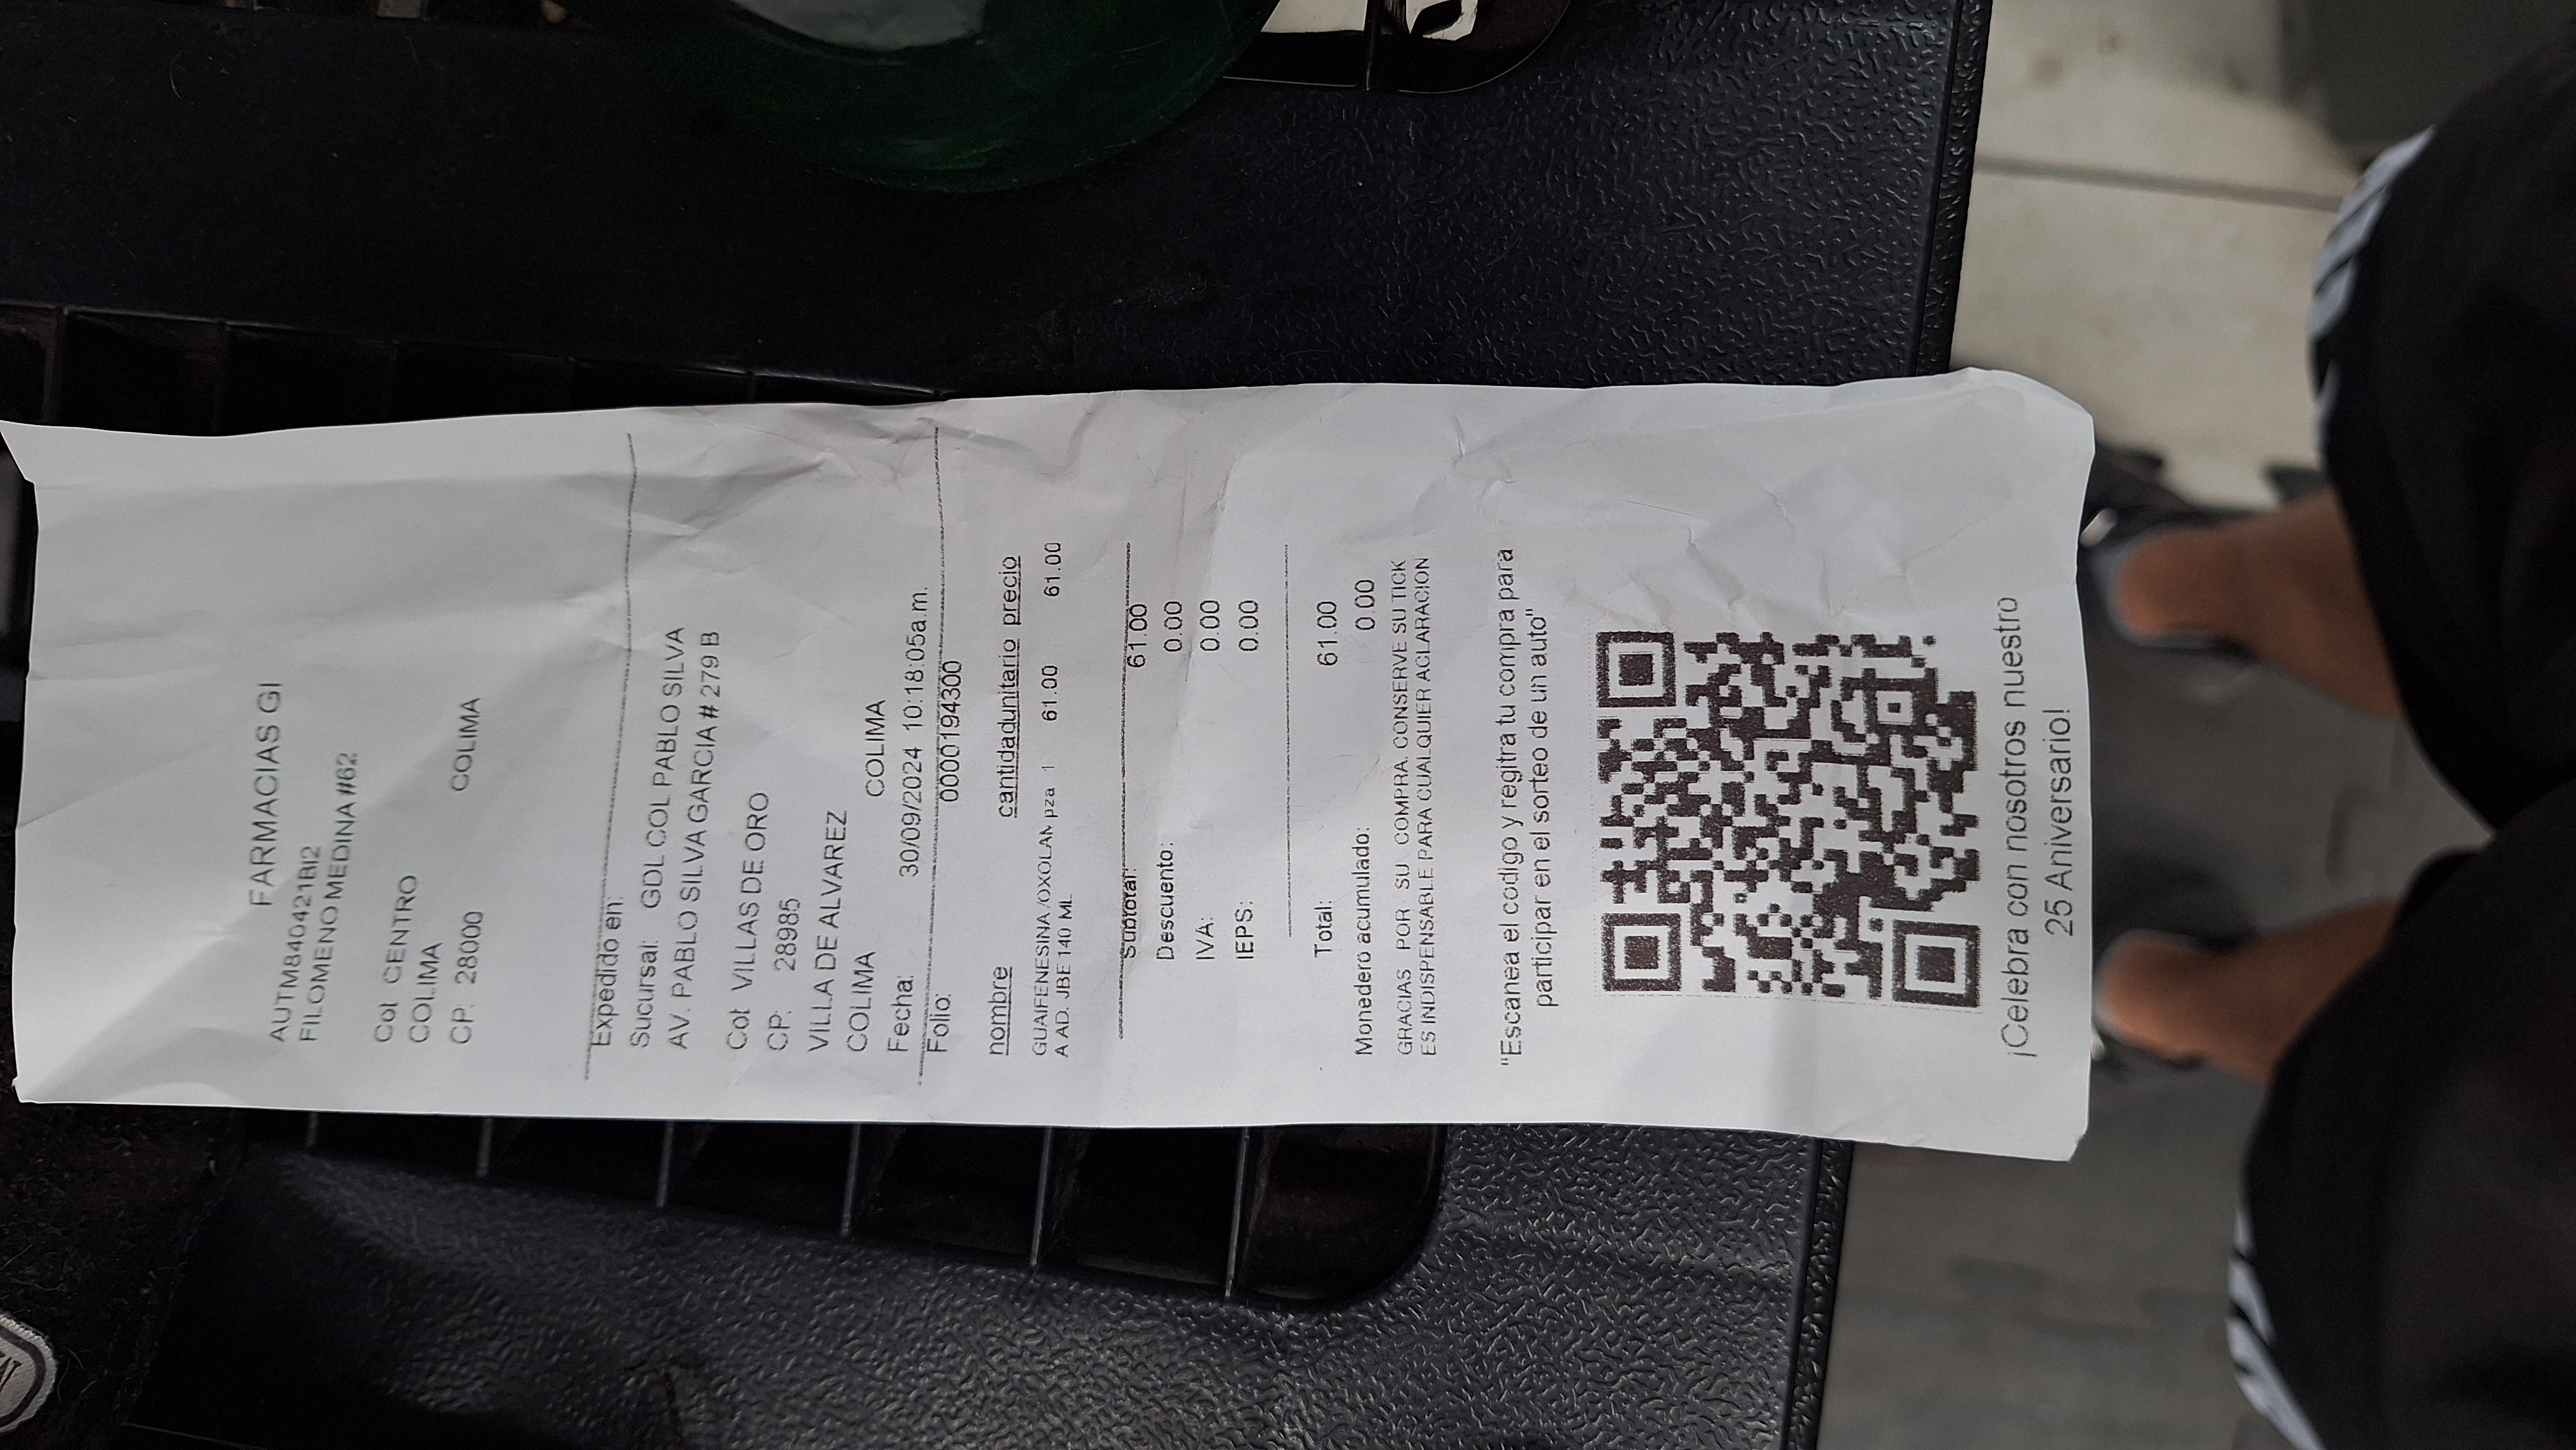 FARMACIAS GI
AUTM840421BI2
FILOMENO MEDINA #62
Col CENTRO
COLIMA
CP. 28000 COLIMA
Expedido en:
Sucursal: GDL COL PABLO SILVA
AV. PABLO SILVA GARCIA # 279 B
Col VILLAS DE ORO
CP. 28985
VILLA DE ALVAREZ
COLIMA COLIMA
Fecha: 30/09/2024 10:18:05a.m.
Folio: 0000194300
nombre cantidadunitario precio
GUAIFENESINA /OXOLAM pza 1 61.00 61.00
A AD. JBE 140 ML
Subtotal: 61.00
Descuento: 0.00
IVA: 0.00
IEPS: 0.00
Total: 61.00
Monedero acumulado: 0.00
GRACIAS POR SU COMPRA. CONSERVE SU TICK
ES INDISPENSABLE PARA CUALQUIER ACLARACION
"Escanea el codigo y regitra tu compra para
participar en el sorteo de un auto"
¡Celebra con nosotros nuestro
25 Aniversario!